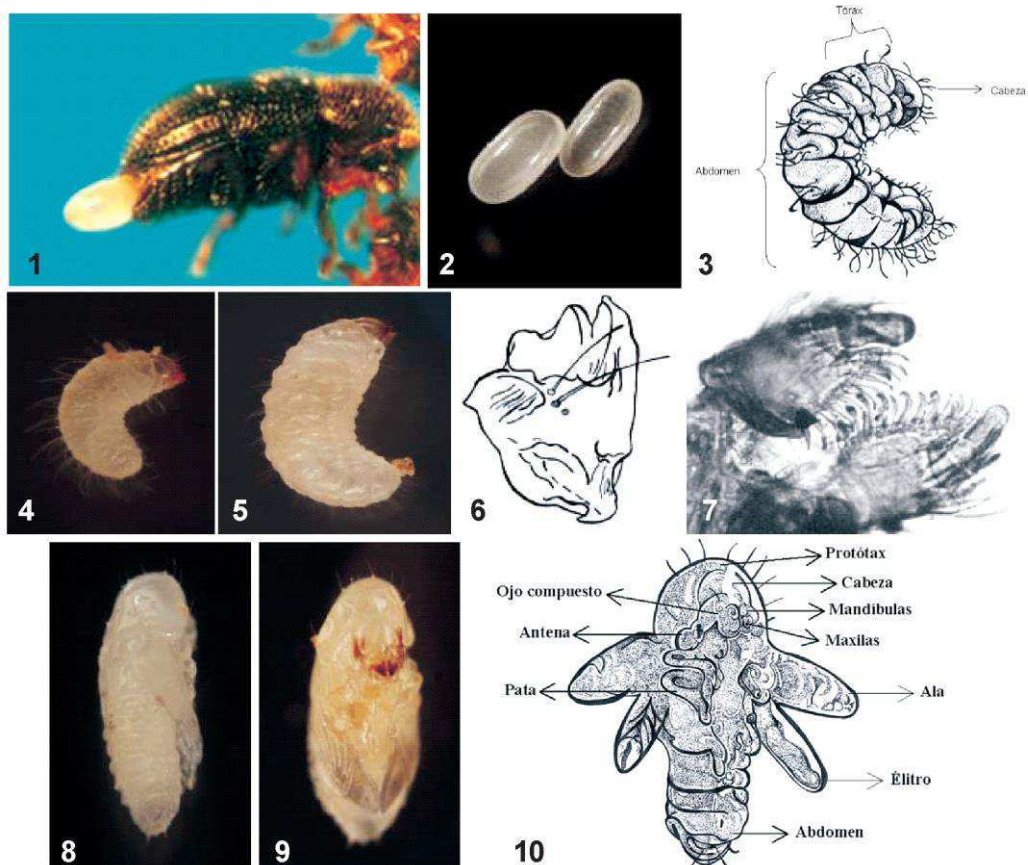 Tórax
Cabeza
Abdomen
1
2
3
4
5
6
7
Protótax
Cabeza
Ojo compuesto
Mandíbulas
Antena
Maxilas
Pata
Ala
Élitro
8
9
10
Abdomen